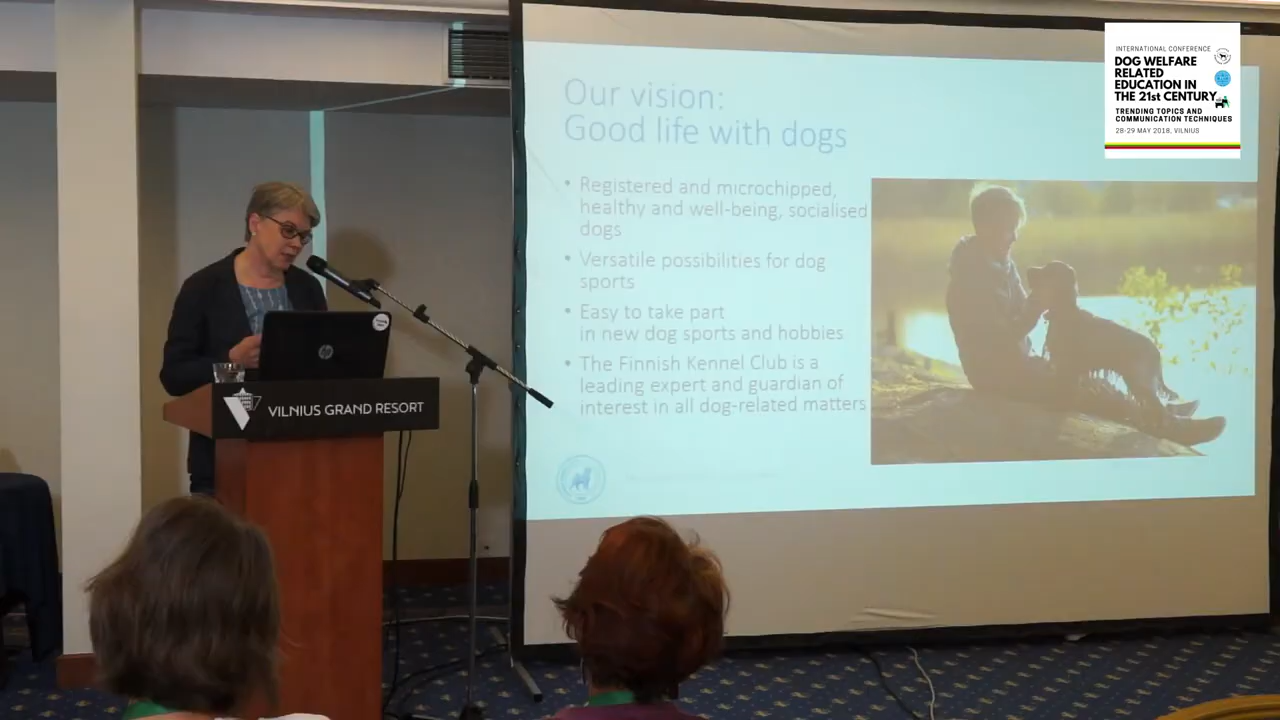 INTERNATIONAL CONFERENCE
DOG WELFARE
RELATED
EDUCATION IN
THE 21st CENTURY
TRENDING TOPICS AND
COMMUNICATION TECHNIQUES
28-29 MAY 2018, VILNIUS
Our vision:
Good life with dogs
• Registered and microchipped,
healthy and well-being, socialised
dogs
• Versatile possibilities for dog
sports
• Easy to take part
in new dog sports and hobbies
• The Finnish Kennel Club is a
leading expert and guardian of
interest in all dog-related matters
hp
VILNIUS GRAND RESORT